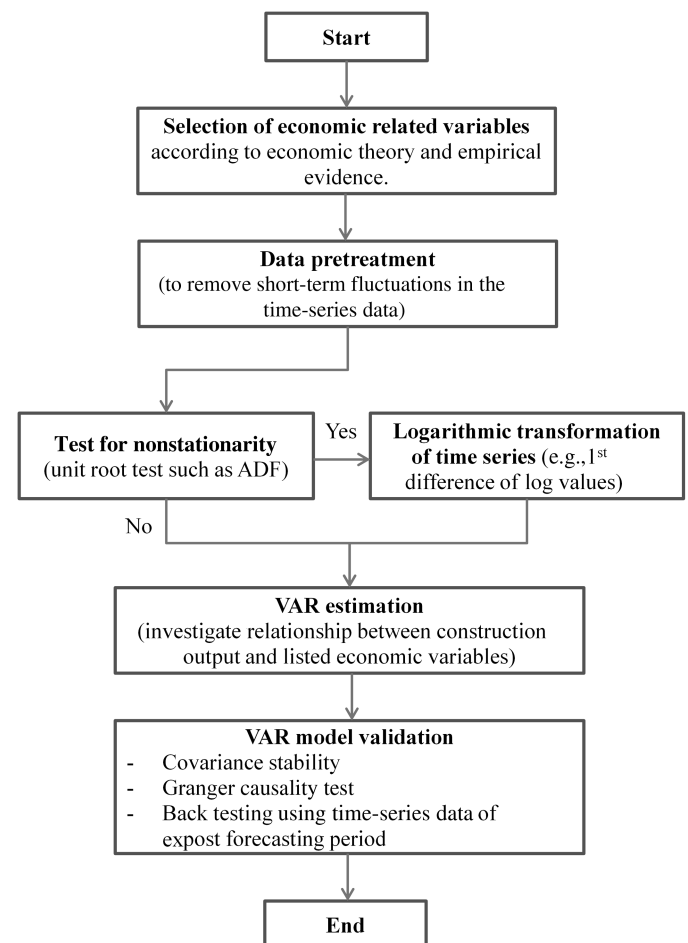 Start
Selection of economic related variables
according to economic theory and empirical
evidence.
Data pretreatment
(to remove short-term fluctuations in the
time-series data)
Test for nonstationarity
(unit root test such as ADF)
Yes
Logarithmic transformation
of time series (e.g.,1st
difference of log values)
No
VAR estimation
(investigate relationship between construction
output and listed economic variables)
VAR model validation
- Covariance stability
- Granger causality test
- Back testing using time-series data of
expost forecasting period
End